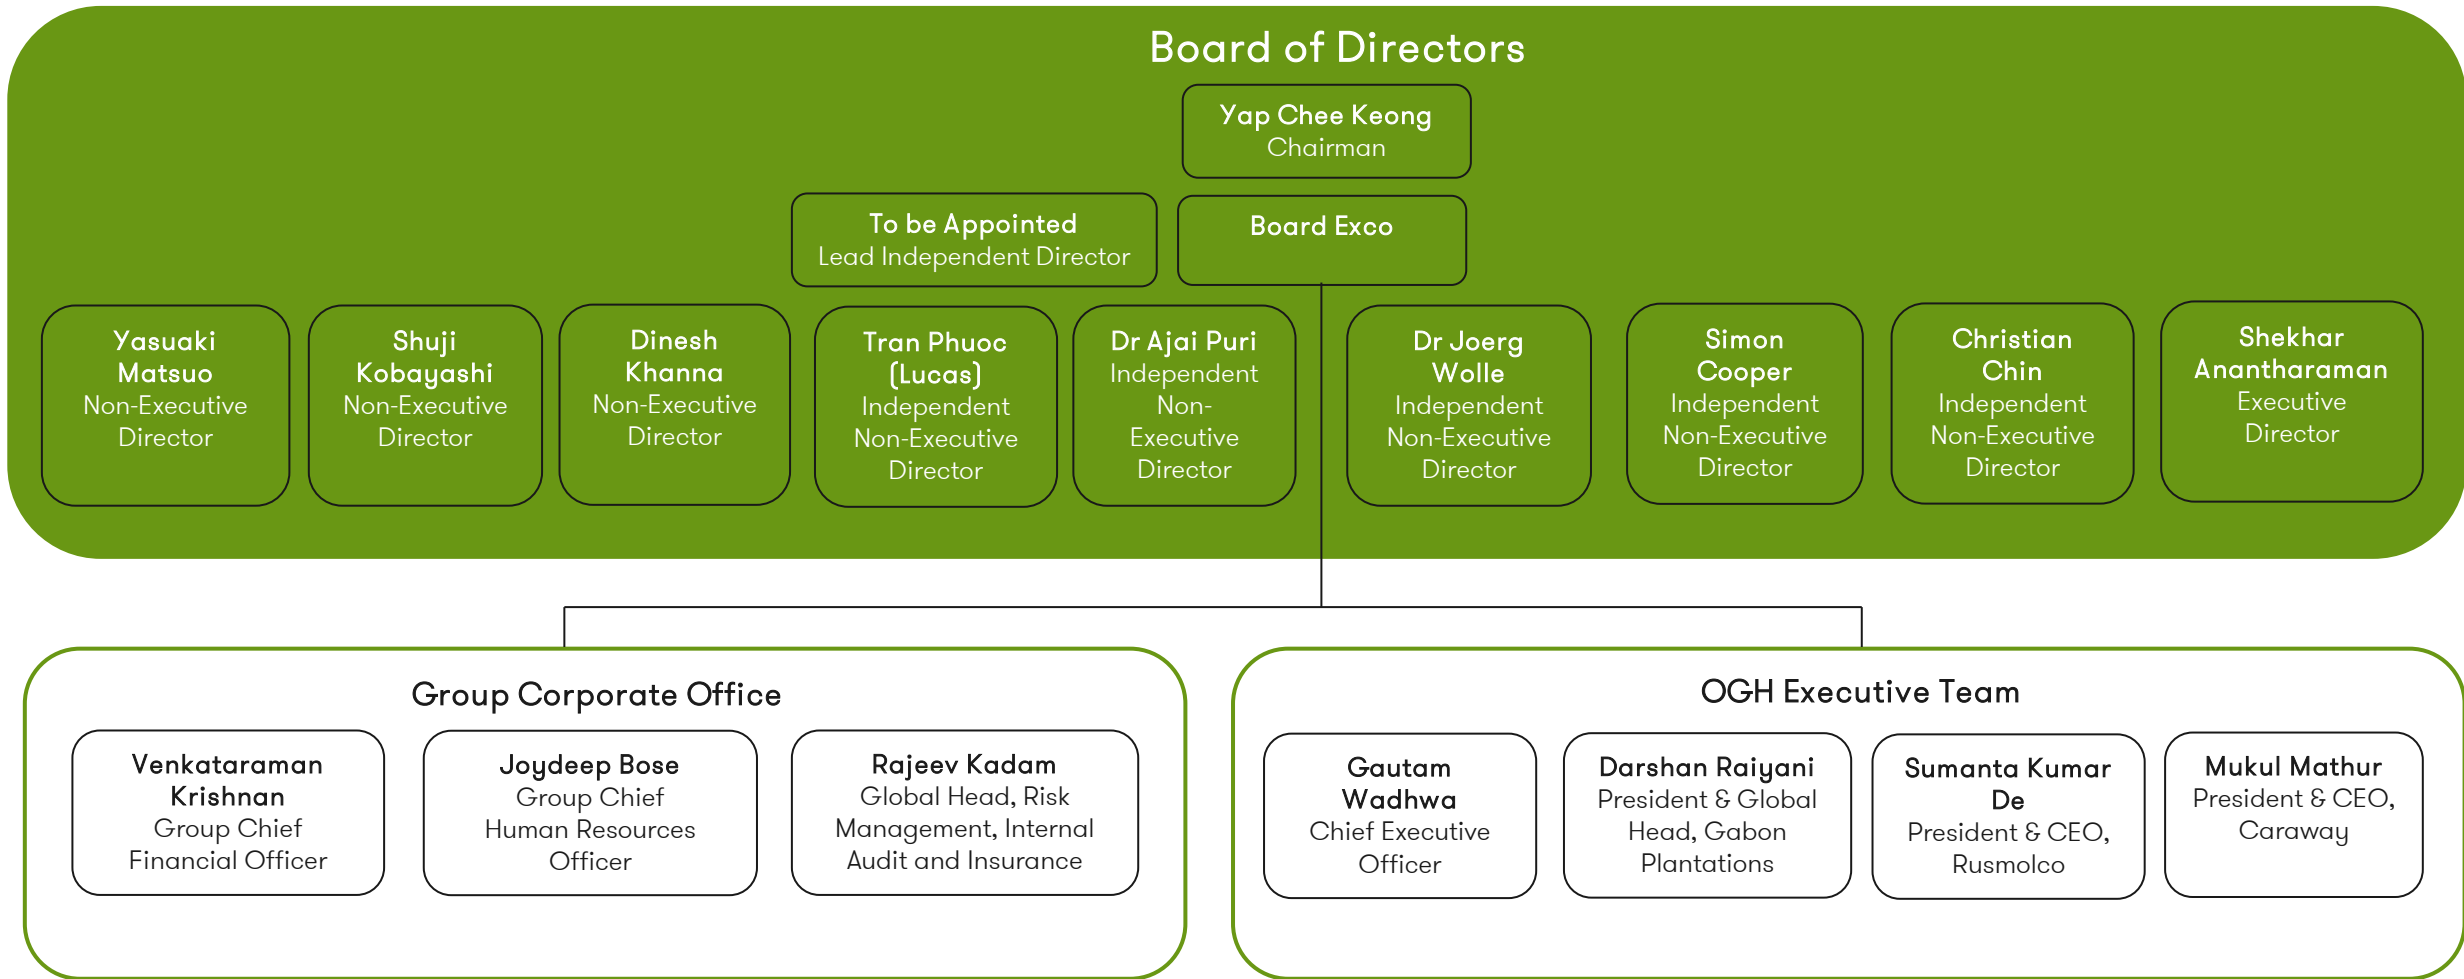 Board of Directors
Yap Chee Keong
Chairman
To be Appointed
Lead Independent Director
Board Exco
Yasuaki
Matsuo
Non-Executive
Director
Shuji
Kobayashi
Non-Executive
Director
Dinesh
Khanna
Non-Executive
Director
Tran Phuoc
(Lucas)
Independent
Non-Executive
Director
Dr Ajai Puri
Independent
Non-
Executive
Director
Dr Joerg
Wolle
Independent
Non-Executive
Director
Simon
Cooper
Independent
Non-Executive
Director
Christian
Chin
Independent
Non-Executive
Director
Shekhar
Anantharaman
Executive
Director
Group Corporate Office
Venkataraman
Krishnan
Group Chief
Financial Officer
Joydeep Bose
Group Chief
Human Resources
Officer
Rajeev Kadam
Global Head, Risk
Management, Internal
Audit and Insurance
OGH Executive Team
Gautam
Wadhwa
Chief Executive
Officer
Darshan Raiyani
President & Global
Head, Gabon
Plantations
Sumanta Kumar
De
President & CEO,
Rusmolco
Mukul Mathur
President & CEO,
Caraway